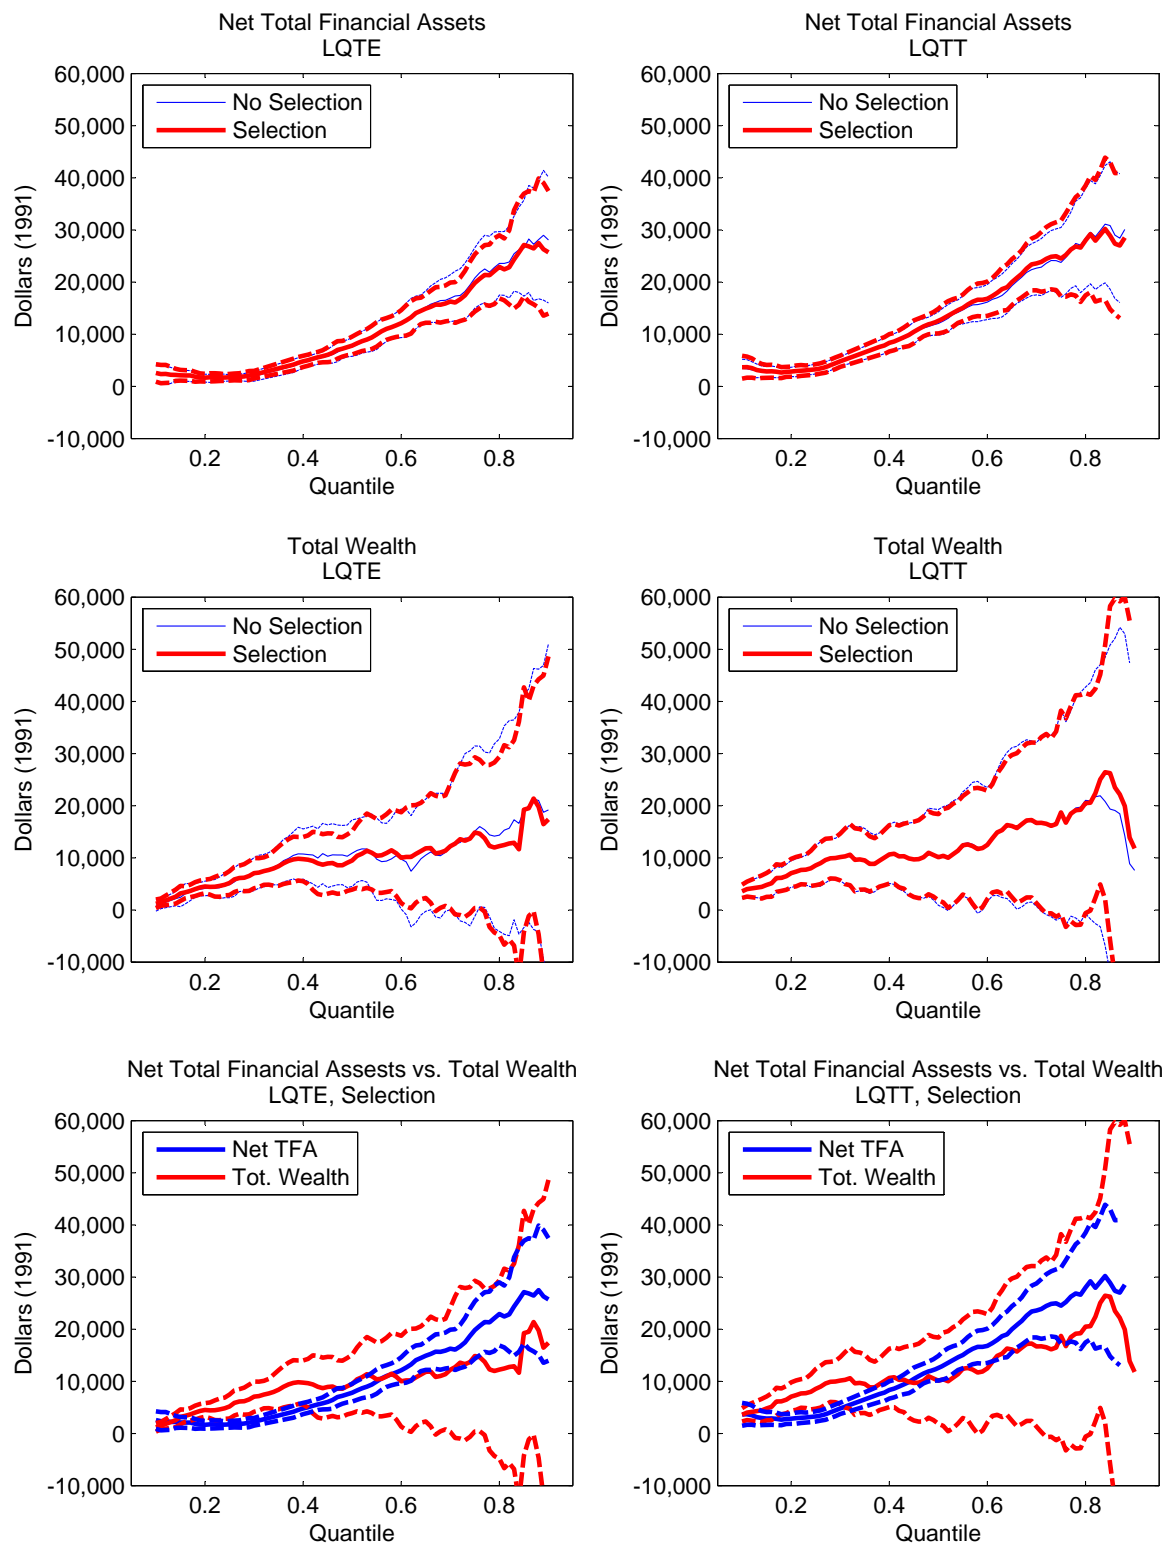 Net Total Financial Assets
LQTE
60,000
50,000
40,000
30,000
20,000
10,000
0
-10,000
Dollars (1991)
No Selection
Selection
0.2 0.4 0.6 0.8
Quantile
Net Total Financial Assets
LQTT
60,000
50,000
40,000
30,000
20,000
10,000
0
-10,000
Dollars (1991)
No Selection
Selection
0.2 0.4 0.6 0.8
Quantile
Total Wealth
LQTE
60,000
50,000
40,000
30,000
20,000
10,000
0
-10,000
Dollars (1991)
No Selection
Selection
0.2 0.4 0.6 0.8
Quantile
Total Wealth
LQTT
60,000
50,000
40,000
30,000
20,000
10,000
0
-10,000
Dollars (1991)
No Selection
Selection
0.2 0.4 0.6 0.8
Quantile
Net Total Financial Assests vs. Total Wealth
LQTE, Selection
60,000
50,000
40,000
30,000
20,000
10,000
0
-10,000
Dollars (1991)
Net TFA
Tot. Wealth
0.2 0.4 0.6 0.8
Quantile
Net Total Financial Assests vs. Total Wealth
LQTT, Selection
60,000
50,000
40,000
30,000
20,000
10,000
0
-10,000
Dollars (1991)
Net TFA
Tot. Wealth
0.2 0.4 0.6 0.8
Quantile